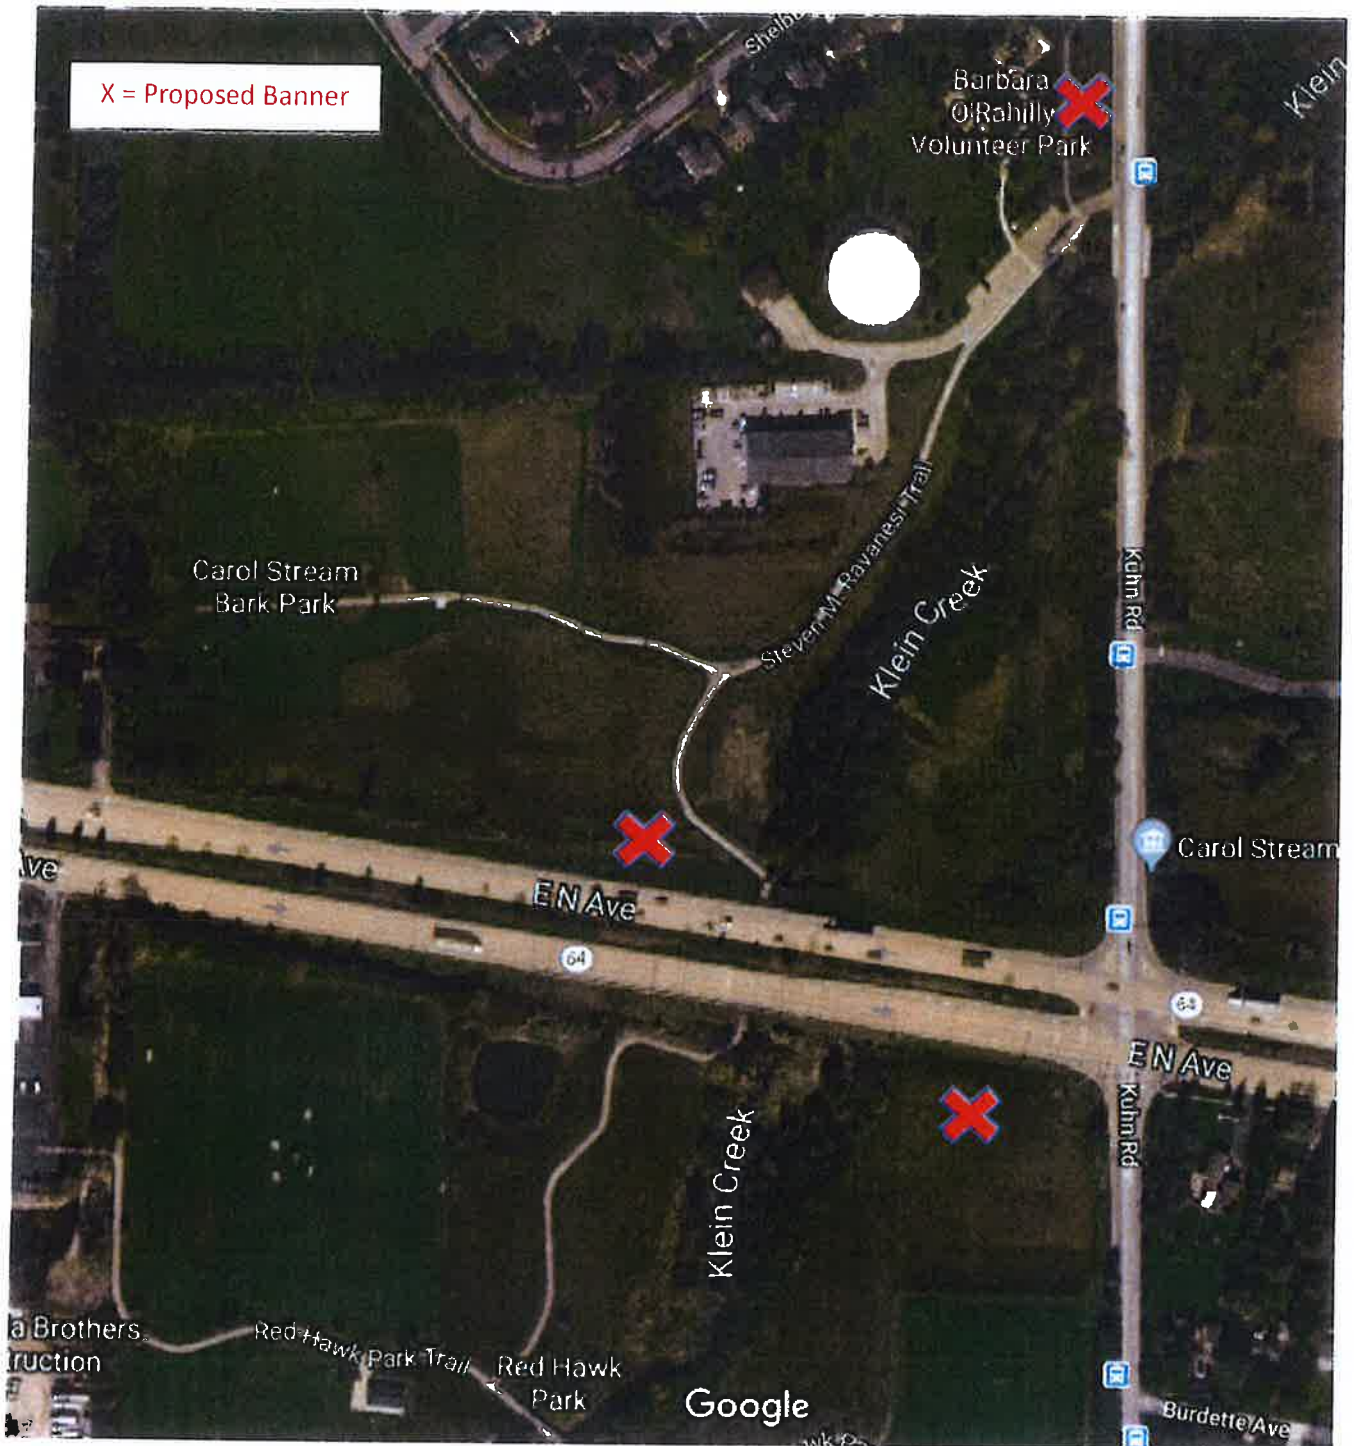 X = Proposed Banner
Shelbu
Barbara
O'Rahilly
Volunteer Park
Klein
Carol Stream
Bark Park
Steven M. Ravanesi Trail
Klein Creek
Kuhn Rd
Carol Stream
Ave
E N Ave
64
64
E N Ave
Kuhn Rd
Klein Creek
a Brothers
truction
Red Hawk Park Trail
Red Hawk
Park
Google
Burdette Ave